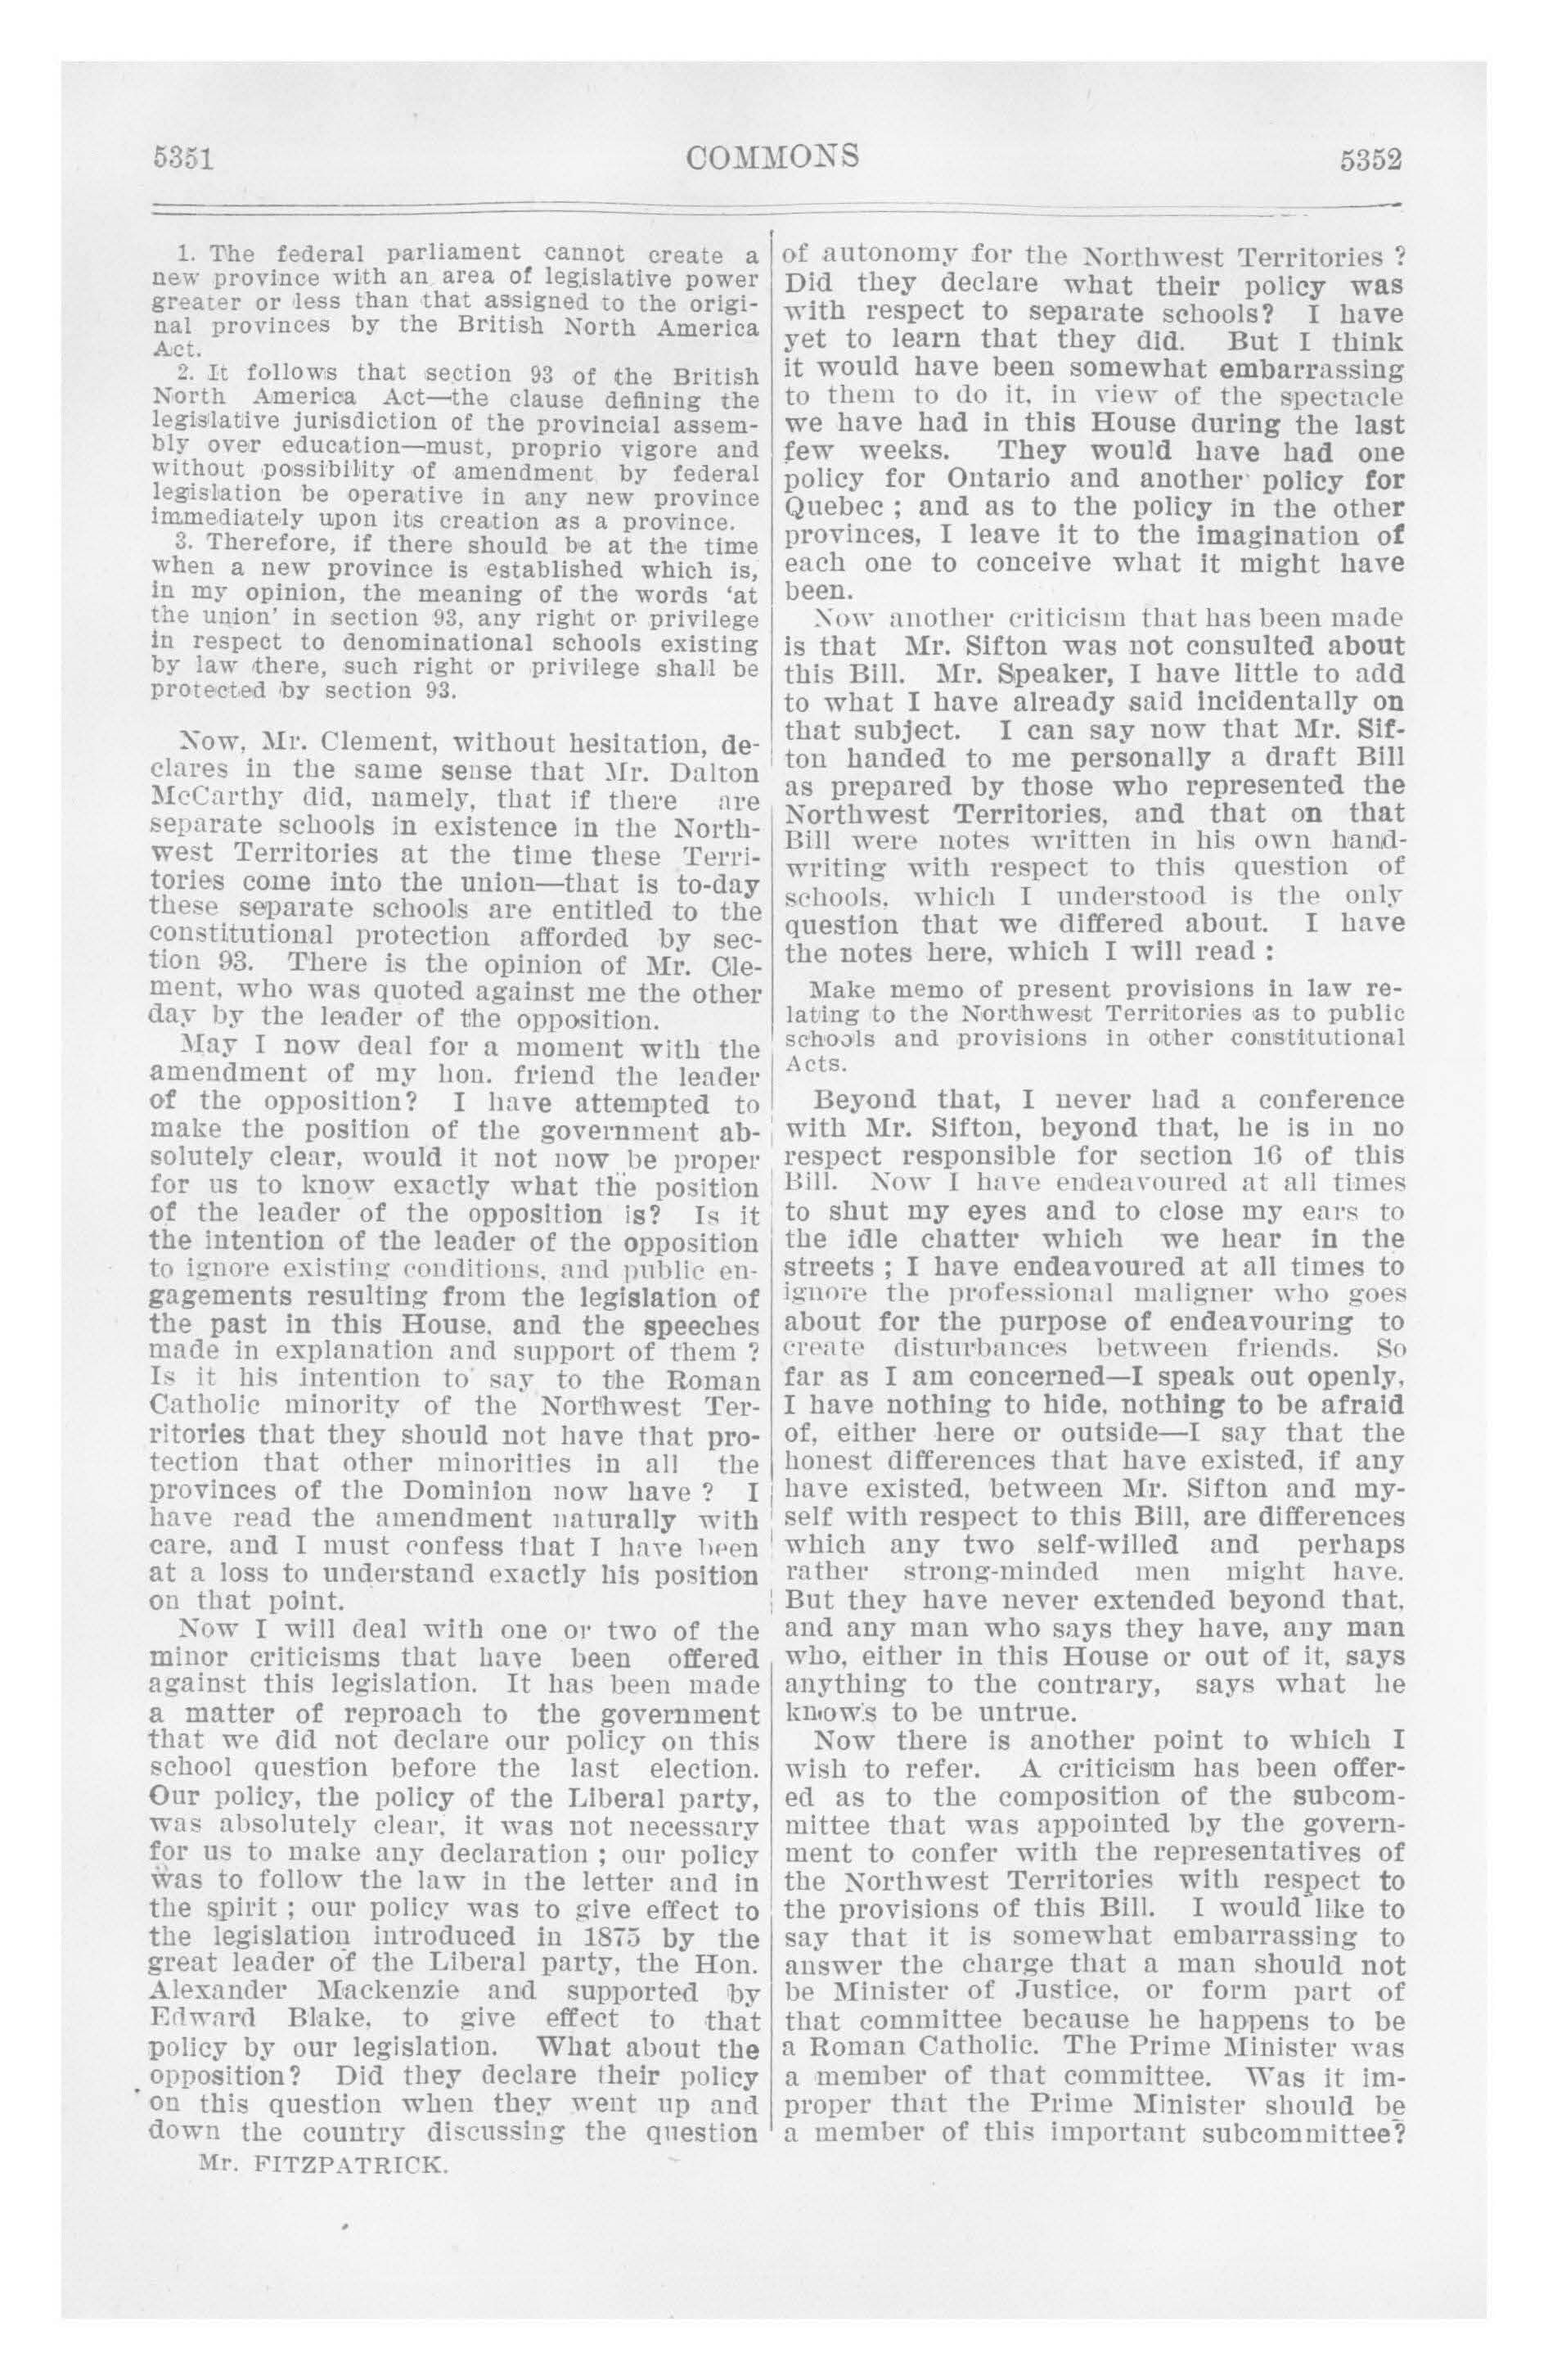 5351
COMMONS
5352
1. The federal parliament cannot create a
new province with an area of legislative power
greater or less than that assigned to the origi-
nal provinces by the British North America
Act.
2. It follows that section 93 of the British
North America Act—the clause defining the
legislative jurisdiction of the provincial assem-
bly over education—must, proprio vigore and
without possibility of amendment by federal
legislation be operative in any new province
immediately upon its creation as a province.
3. Therefore, if there should be at the time
when a new province is established which is,
in my opinion, the meaning of the words 'at
the union' in section 93, any right or privilege
in respect to denominational schools existing
by law there, such right or privilege shall be
protected by section 93.
Now, Mr. Clement, without hesitation, de-
clares in the same sense that Mr. Dalton
McCarthy did, namely, that if there are
separate schools in existence in the North-
west Territories at the time these Terri-
tories come into the union—that is to-day
these separate schools are entitled to the
constitutional protection afforded by sec-
tion 93. There is the opinion of Mr. Cle-
ment, who was quoted against me the other
day by the leader of the opposition.
May I now deal for a moment with the
amendment of my hon. friend the leader
of the opposition? I have attempted to
make the position of the government ab-
solutely clear, would it not now be proper
for us to know exactly what the position
of the leader of the opposition is? Is it
the intention of the leader of the opposition
to ignore existing conditions, and public en-
gagements resulting from the legislation of
the past in this House, and the speeches
made in explanation and support of them ?
Is it his intention to say to the Roman
Catholic minority of the Northwest Ter-
ritories that they should not have that pro-
tection that other minorities in all the
provinces of the Dominion now have ? I
have read the amendment naturally with
care, and I must confess that I have been
at a loss to understand exactly his position
on that point.
Now I will deal with one or two of the
minor criticisms that have been offered
against this legislation. It has been made
a matter of reproach to the government
that we did not declare our policy on this
school question before the last election.
Our policy, the policy of the Liberal party,
was absolutely clear, it was not necessary
for us to make any declaration ; our policy
was to follow the law in the letter and in
the spirit ; our policy was to give effect to
the legislation introduced in 1875 by the
great leader of the Liberal party, the Hon.
Alexander Mackenzie and supported by
Edward Blake, to give effect to that
policy by our legislation. What about the
opposition? Did they declare their policy
on this question when they went up and
down the country discussing the question
Mr. FITZPATRICK.
of autonomy for the Northwest Territories ?
Did they declare what their policy was
with respect to separate schools? I have
yet to learn that they did. But I think
it would have been somewhat embarrassing
to them to do it, in view of the spectacle
we have had in this House during the last
few weeks. They would have had one
policy for Ontario and another policy for
Quebec ; and as to the policy in the other
provinces, I leave it to the imagination of
each one to conceive what it might have
been.
Now another criticism that has been made
is that Mr. Sifton was not consulted about
this Bill. Mr. Speaker, I have little to add
to what I have already said incidentally on
that subject. I can say now that Mr. Sif-
ton handed to me personally a draft Bill
as prepared by those who represented the
Northwest Territories, and that on that
Bill were notes written in his own hand-
writing with respect to this question of
schools, which I understood is the only
question that we differed about. I have
the notes here, which I will read :
Make memo of present provisions in law re-
lating to the Northwest Territories as to public
schools and provisions in other constitutional
Acts.
Beyond that, I never had a conference
with Mr. Sifton, beyond that, he is in no
respect responsible for section 16 of this
Bill. Now I have endeavoured at all times
to shut my eyes and to close my ears to
the idle chatter which we hear in the
streets ; I have endeavoured at all times to
ignore the professional maligner who goes
about for the purpose of endeavouring to
create disturbances between friends. So
far as I am concerned—I speak out openly,
I have nothing to hide, nothing to be afraid
of, either here or outside—I say that the
honest differences that have existed, if any
have existed, between Mr. Sifton and my-
self with respect to this Bill, are differences
which any two self-willed and perhaps
rather strong-minded men might have.
But they have never extended beyond that,
and any man who says they have, any man
who, either in this House or out of it, says
anything to the contrary, says what he
knows to be untrue.
Now there is another point to which I
wish to refer. A criticism has been offer-
ed as to the composition of the subcom-
mittee that was appointed by the govern-
ment to confer with the representatives of
the Northwest Territories with respect to
the provisions of this Bill. I would like to
say that it is somewhat embarrassing to
answer the charge that a man should not
be Minister of Justice, or form part of
that committee because he happens to be
a Roman Catholic. The Prime Minister was
a member of that committee. Was it im-
proper that the Prime Minister should be
a member of this important subcommittee?